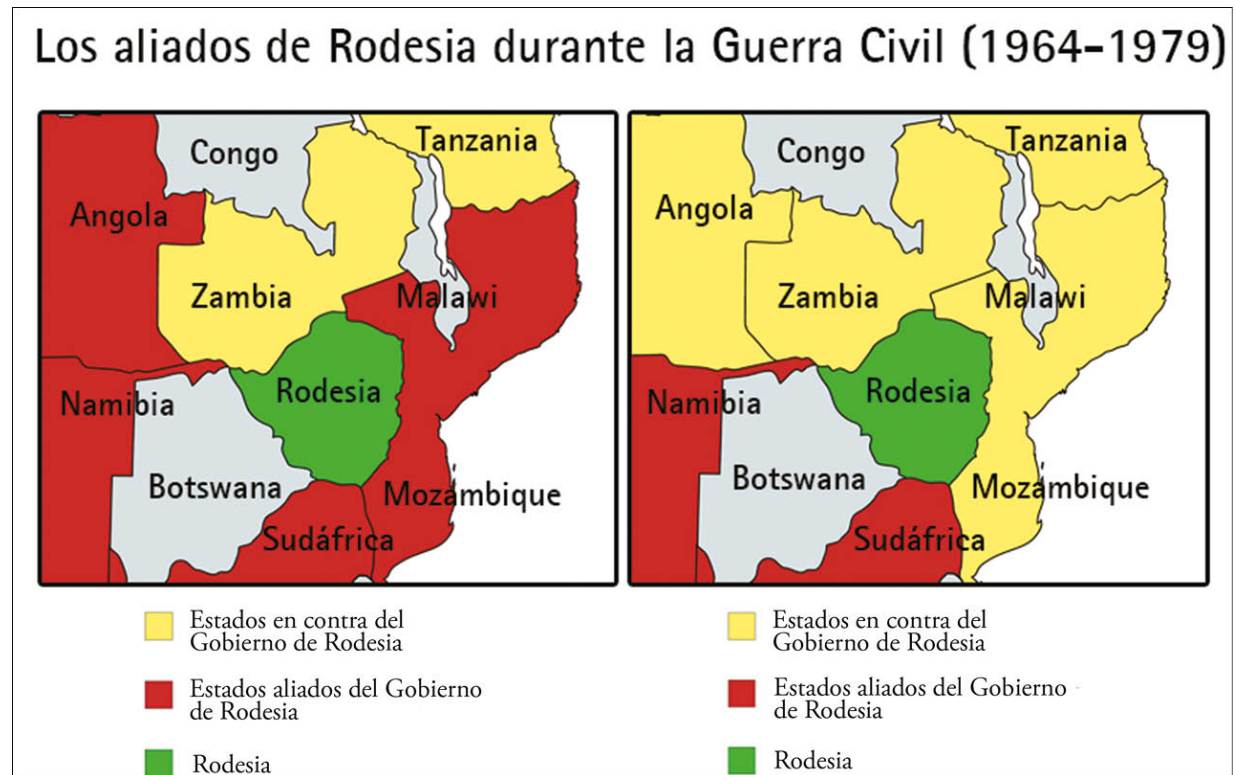 Los aliados de Rodesia durante la Guerra Civil (1964-1979)
Congo
Tanzania
Angola
Zambia
Malawi
Rodesia
Namibia
Botswana
Mozámbique
Sudáfrica
Congo
Tanzania
Angola
Zambia
Malawi
Rodesia
Namibia
Botswana
Mozámbique
Sudáfrica
Estados en contra del
Gobierno de Rodesia
Estados aliados del Gobierno
de Rodesia
Rodesia
Estados en contra del
Gobierno de Rodesia
Estados aliados del Gobierno
de Rodesia
Rodesia